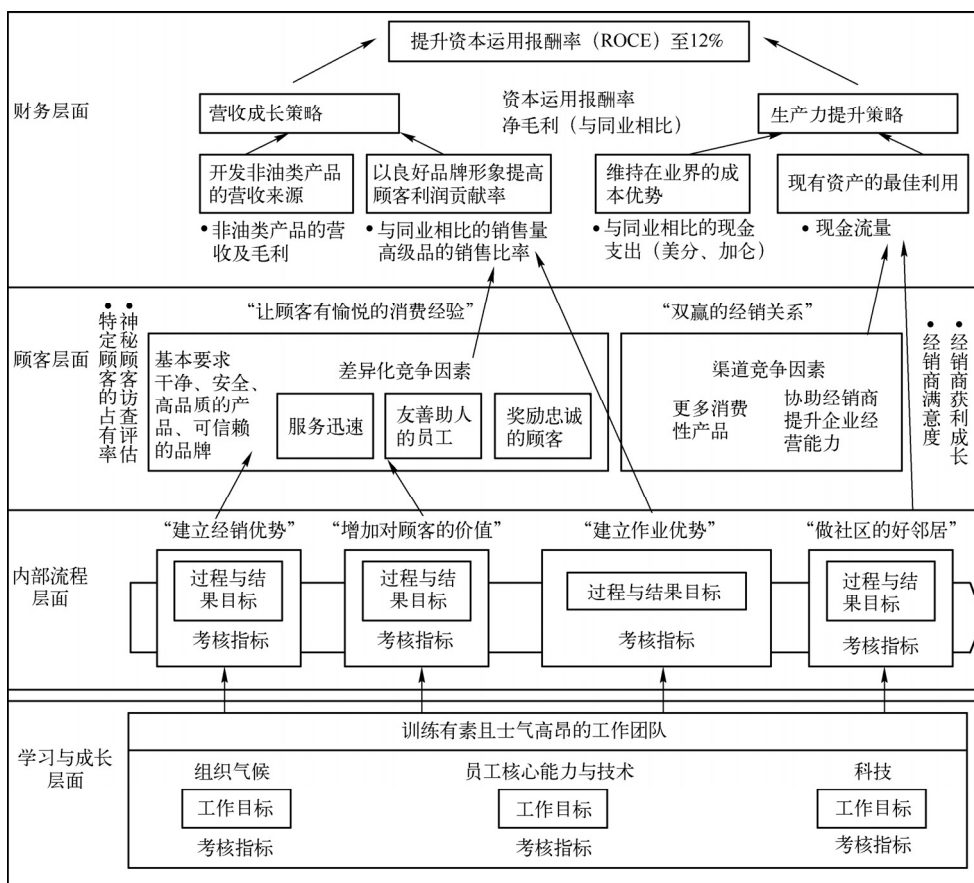 提升资本运用报酬率（ROCE）至12%
财务层面
营收成长策略
资本运用报酬率
净毛利（与同业相比）
生产力提升策略
开发非油类产品
的营收来源
以良好品牌形象提高
顾客利润贡献率
维持在业界的成
本优势
现有资产的最佳利用
•非油类产品的营
收及毛利
•与同业相比的销售量
高级品的销售比率
•与同业相比的现金
支出（美分、加仑）
•现金流量
顾客层面
•神秘顾客访查评估
•特定顾客的占有率
“让顾客有愉悦的消费经验”
基本要求
干净、安全、
高品质的产
品、可信赖
的品牌
差异化竞争因素
服务迅速
友善助人
的员工
奖励忠诚
的顾客
“双赢的经销关系”
渠道竞争因素
更多消费
性产品
协助经销商
提升企业经
营能力
•经销商获利成长
•经销商满意度
内部流程
层面
“建立经销优势”
过程与结
果目标
考核指标
“增加对顾客的价值”
过程与结
果目标
考核指标
“建立作业优势”
过程与结果目标
考核指标
“做社区的好邻居”
过程与结
果目标
考核指标
学习与成长
层面
训练有素且士气高昂的工作团队
组织气候
工作目标
考核指标
员工核心能力与技术
工作目标
考核指标
科技
工作目标
考核指标